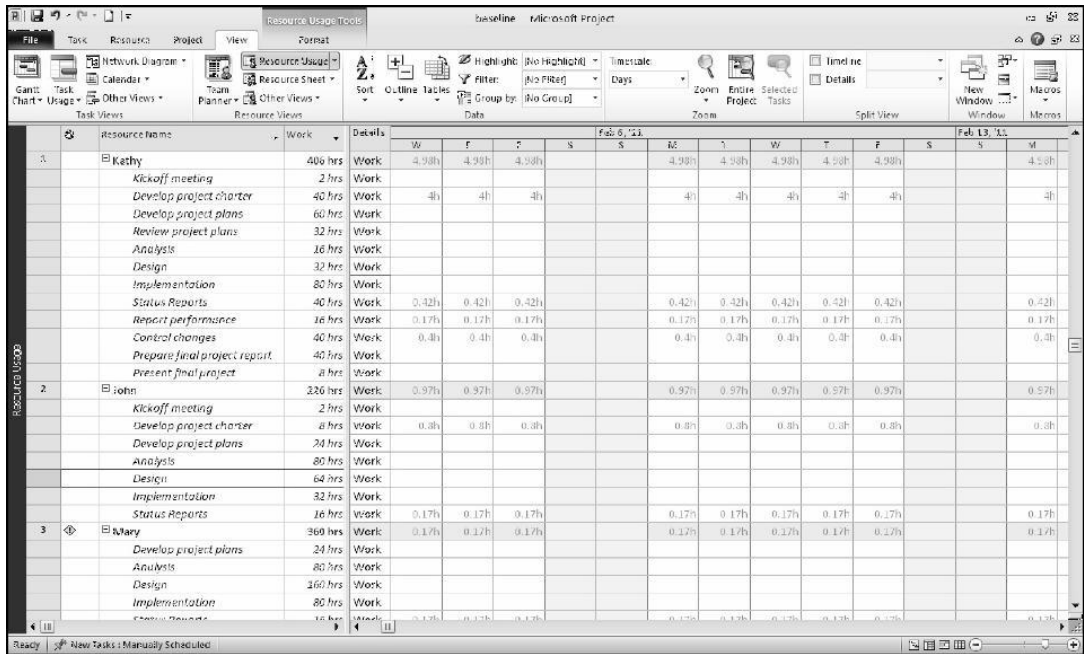 baseline - Microsoft Project
Resource Usage Tools
File Task Resource Project View Format
Gantt Chart Task Usage Network Diagram Calendar Other Views
Task Views
Team Planner Resource Usage Resource Sheet Other Views
Resource Views
Sort Outline Tables Highlight: [No Highlight] Filter: [No Filter] Group by: [No Group]
Data
Timescale: Days Zoom Entire Project Selected Tasks
Zoom
Timeline Details
Split View
New Window
Window
Macros
Macros
Resource Name Work Details Feb 6, '11 Feb 13, '11
W T F S S M T W T F S S M
1 Kathy 406 hrs Work 4.98h 4.98h 4.98h 4.98h 4.98h 4.98h 4.98h 4.98h 4.98h
Kickoff meeting 2 hrs Work
Develop project charter 40 hrs Work 4h 4h 4h 4h 4h 4h 4h 4h 4h
Develop project plans 60 hrs Work
Review project plans 32 hrs Work
Analysis 16 hrs Work
Design 32 hrs Work
Implementation 80 hrs Work
Status Reports 40 hrs Work 0.42h 0.42h 0.42h 0.42h 0.42h 0.42h 0.42h 0.42h 0.42h
Report performance 16 hrs Work 0.17h 0.17h 0.17h 0.17h 0.17h 0.17h 0.17h 0.17h 0.17h
Control changes 40 hrs Work 0.4h 0.4h 0.4h 0.4h 0.4h 0.4h 0.4h 0.4h 0.4h
Prepare final project report 40 hrs Work
Present final project 8 hrs Work
2 John 226 hrs Work 0.97h 0.97h 0.97h 0.97h 0.97h 0.97h 0.97h 0.97h 0.97h
Kickoff meeting 2 hrs Work
Develop project charter 8 hrs Work 0.8h 0.8h 0.8h 0.8h 0.8h 0.8h 0.8h 0.8h 0.8h
Develop project plans 24 hrs Work
Analysis 80 hrs Work
Design 64 hrs Work
Implementation 32 hrs Work
Status Reports 16 hrs Work 0.17h 0.17h 0.17h 0.17h 0.17h 0.17h 0.17h 0.17h 0.17h
3 Mary 360 hrs Work 0.17h 0.17h 0.17h 0.17h 0.17h 0.17h 0.17h 0.17h 0.17h
Develop project plans 24 hrs Work
Analysis 80 hrs Work
Design 160 hrs Work
Implementation 80 hrs Work
Resource Usage
Ready New Tasks : Manually Scheduled